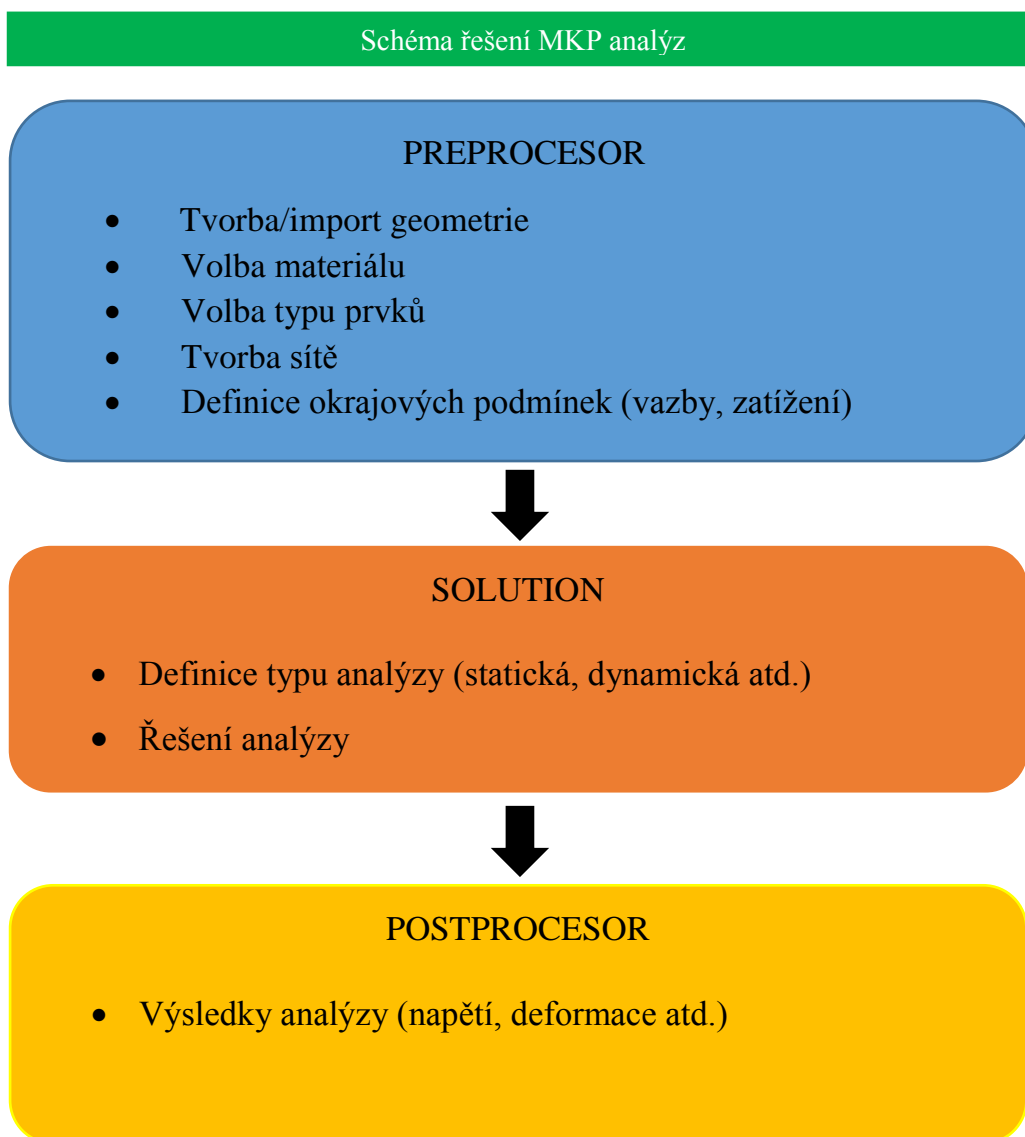 Schéma řešení MKP analýz
PREPROCESOR
• Tvorba/import geometrie
• Volba materiálu
• Volba typu prvků
• Tvorba sítě
• Definice okrajových podmínek (vazby, zatížení)
SOLUTION
• Definice typu analýzy (statická, dynamická atd.)
• Řešení analýzy
POSTPROCESOR
• Výsledky analýzy (napětí, deformace atd.)